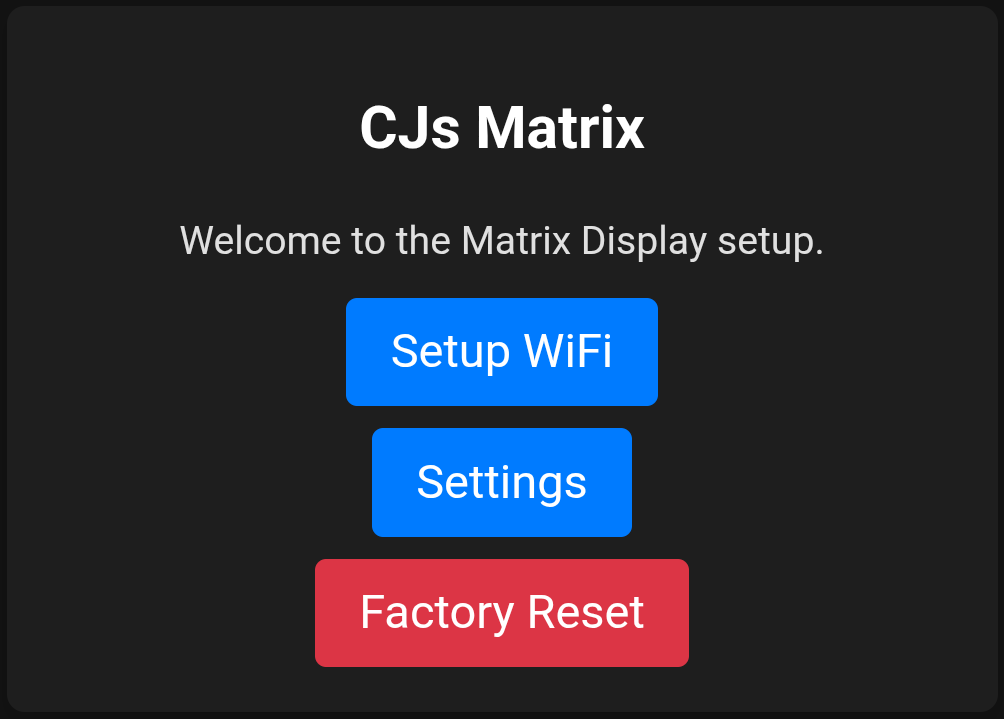 CJs Matrix
Welcome to the Matrix Display setup.
Setup WiFi
Settings
Factory Reset